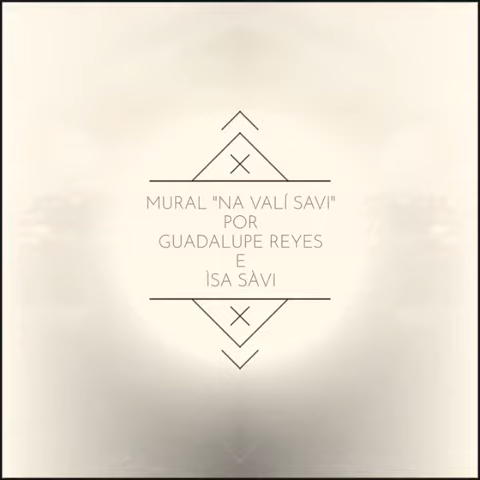 MURAL "NA VALÍ SAVI"
POR
GUADALUPE REYES
E
ÌSA SÀVI